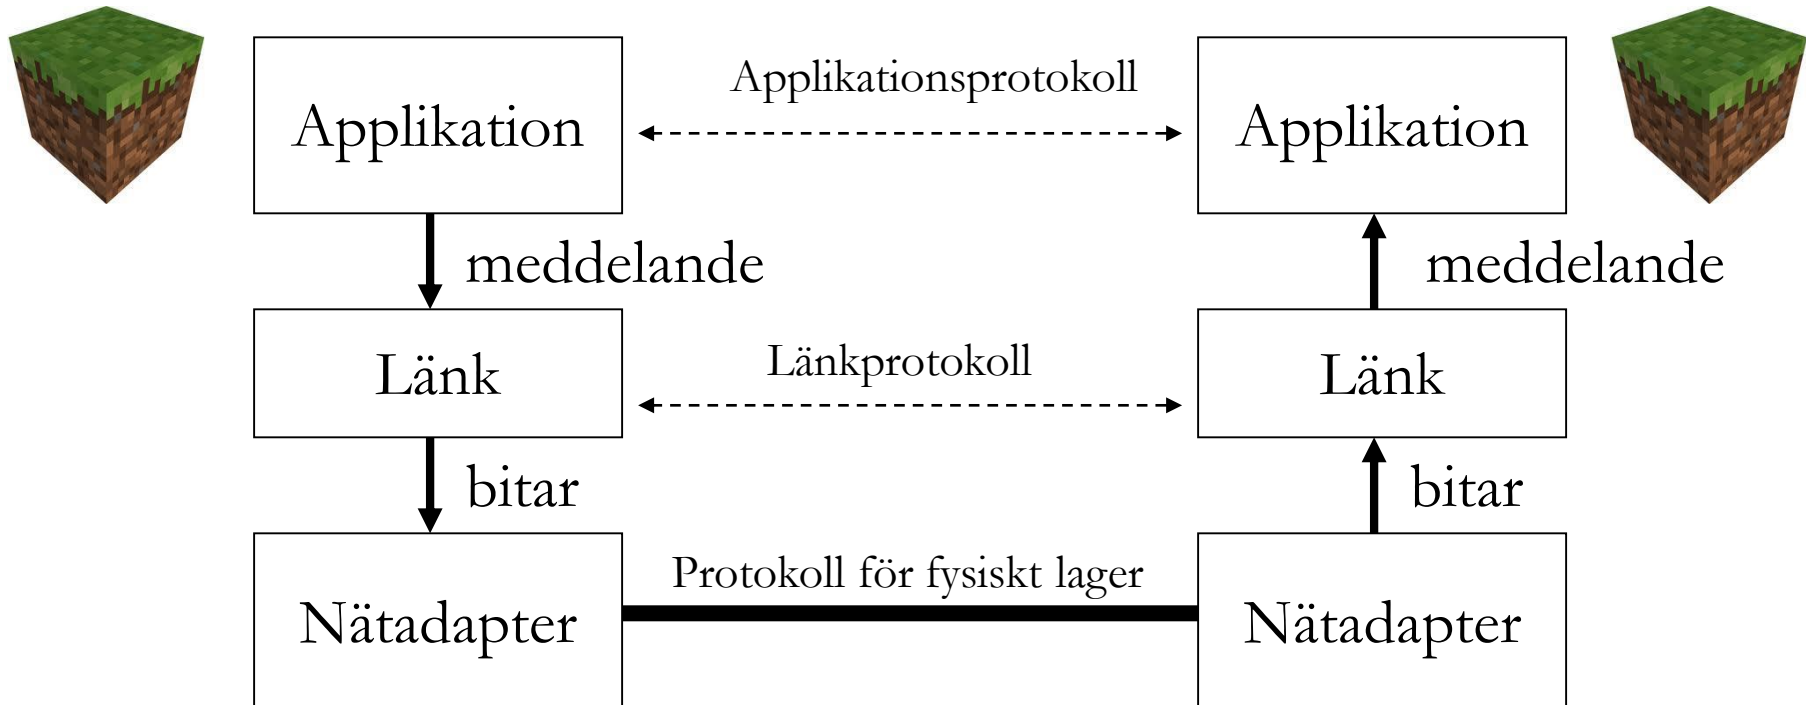 Applikation
Applikationsprotokoll
Applikation
meddelande
meddelande
Länk
Länkprotokoll
Länk
bitar
bitar
Nätadapter
Protokoll för fysiskt lager
Nätadapter